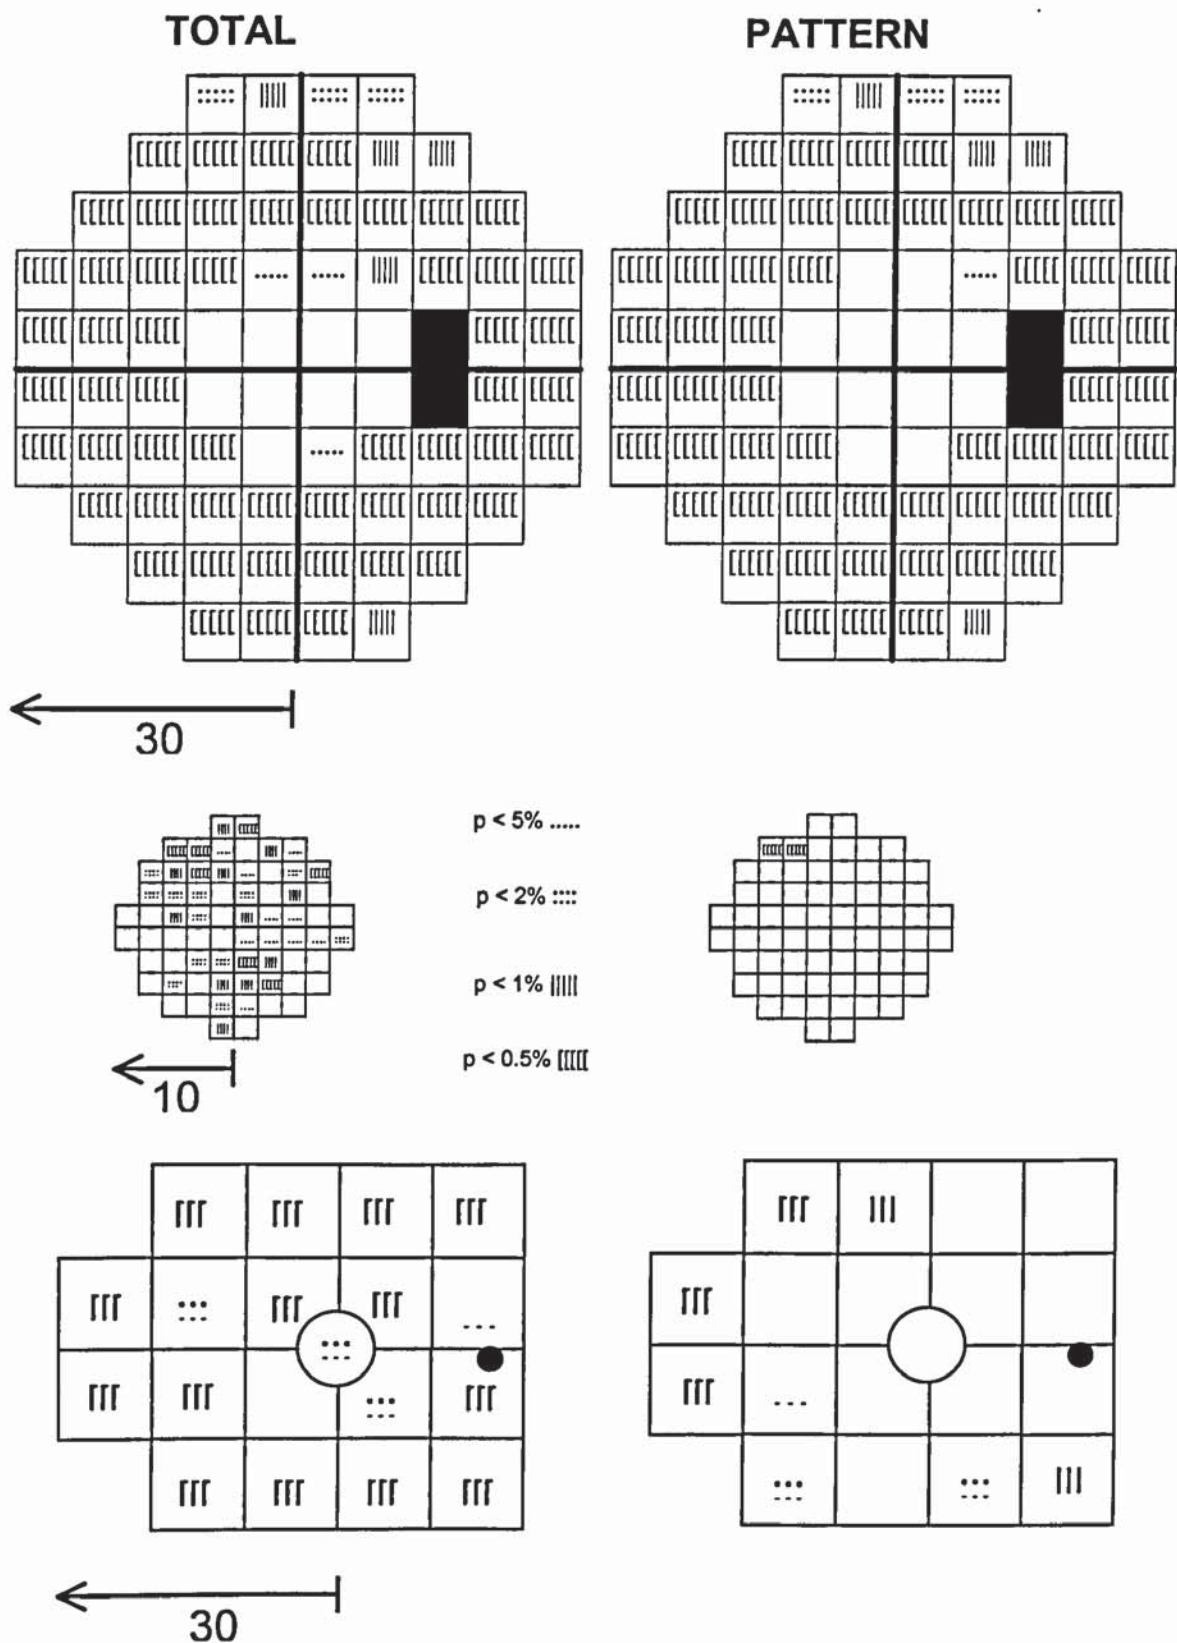 TOTAL
PATTERN
30
p < 5% .....
p < 2% ::::
p < 1% |||||
p < 0.5% [[[[[
10
30